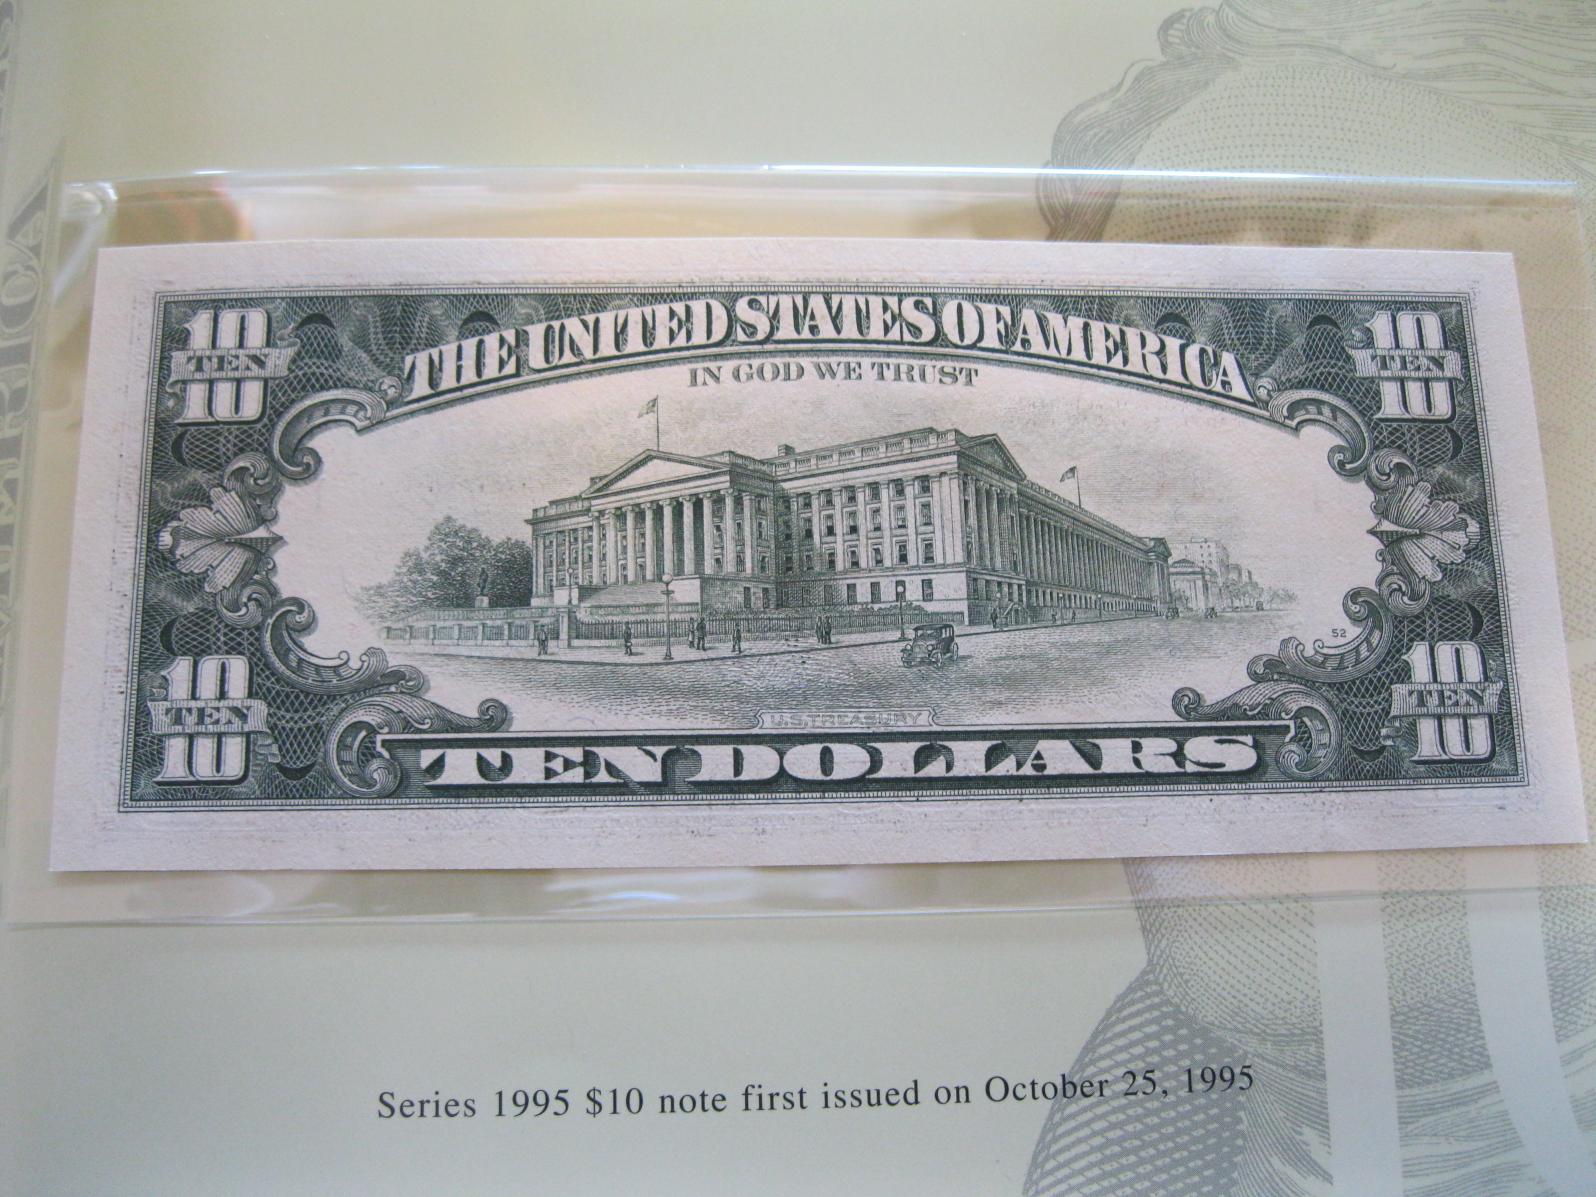 10 TEN 10
10 TEN 10
THE UNITED STATES OF AMERICA
IN GOD WE TRUST
52
10 TEN 10
10 TEN 10
U.S. TREASURY
TEN DOLLARS
Series 1995 $10 note first issued on October 25, 1995